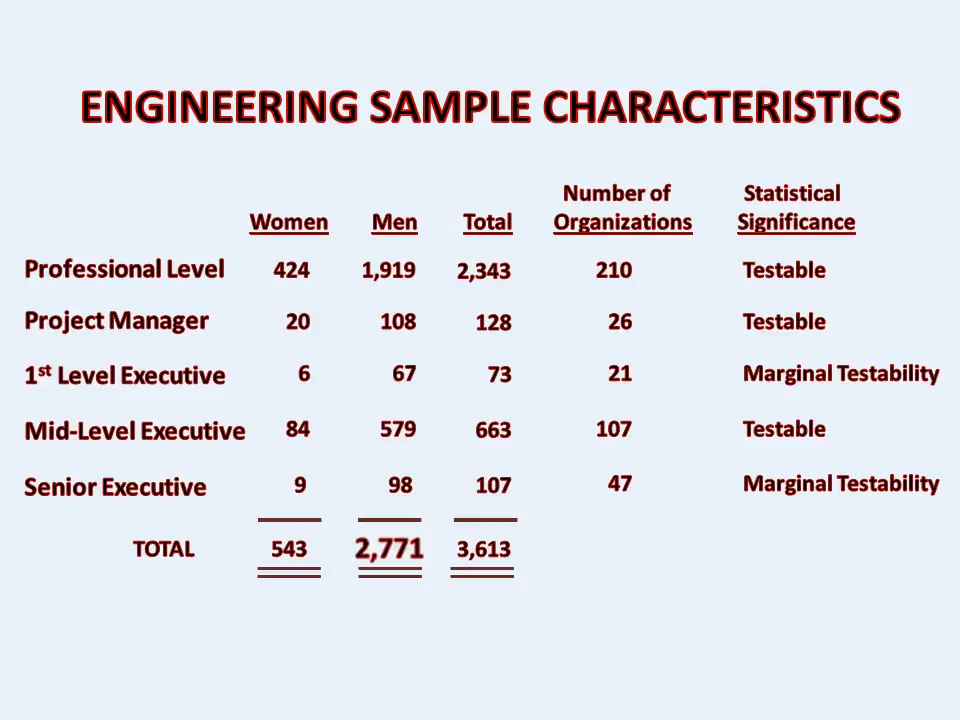 ENGINEERING SAMPLE CHARACTERISTICS
Number of Statistical
Women Men Total Organizations Significance
Professional Level 424 1,919 2,343 210 Testable
Project Manager 20 108 128 26 Testable
1st Level Executive 6 67 73 21 Marginal Testability
Mid-Level Executive 84 579 663 107 Testable
Senior Executive 9 98 107 47 Marginal Testability
TOTAL 543 2,771 3,613